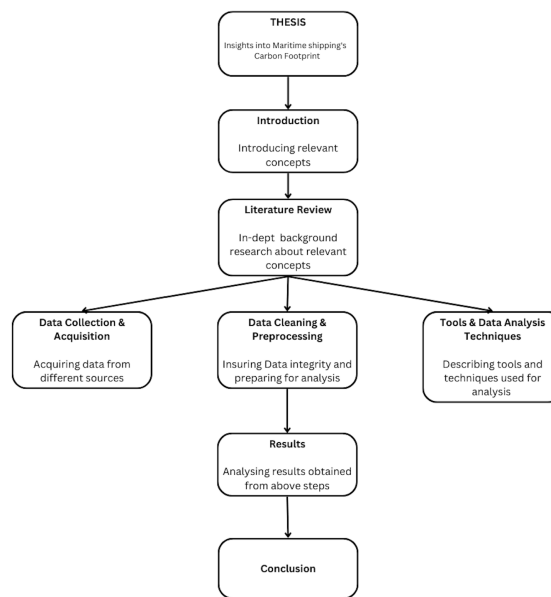 THESIS
Insights into Maritime shipping's
Carbon Footprint
Introduction
Introducing relevant
concepts
Literature Review
In-dept background
research about relevant
concepts
Data Collection &
Acquisition
Acquiring data from
different sources
Data Cleaning &
Preprocessing
Insuring Data integrity and
preparing for analysis
Tools & Data Analysis
Techniques
Describing tools and
techniques used for
analysis
Results
Analysing results obtained
from above steps
Conclusion